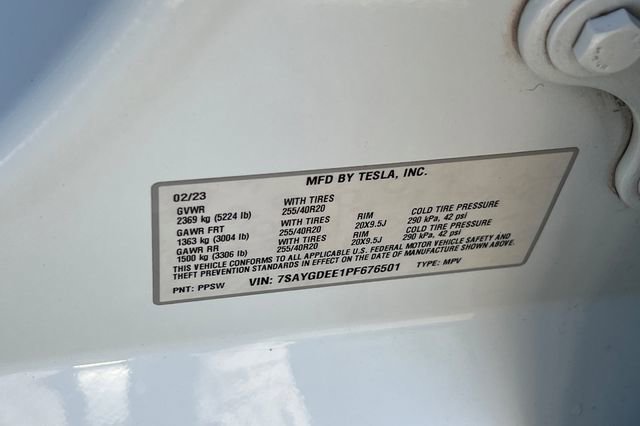 MFD BY TESLA, INC.
02/23
GVWR WITH TIRES RIM COLD TIRE PRESSURE
2369 kg (5224 lb) 255/40R20 20X9.5J 290 kPa, 42 psi
GAWR FRT WITH TIRES RIM COLD TIRE PRESSURE
1363 kg (3004 lb) 255/40R20 20X9.5J 290 kPa, 42 psi
GAWR RR WITH TIRES
1500 kg (3306 lb) 255/40R20
THIS VEHICLE CONFORMS TO ALL APPLICABLE U.S. FEDERAL MOTOR VEHICLE SAFETY AND
THEFT PREVENTION STANDARDS IN EFFECT ON THE DATE OF MANUFACTURE SHOWN ABOVE.
PNT: PPSW VIN: 7SAYGDEE1PF676501 TYPE: MPV